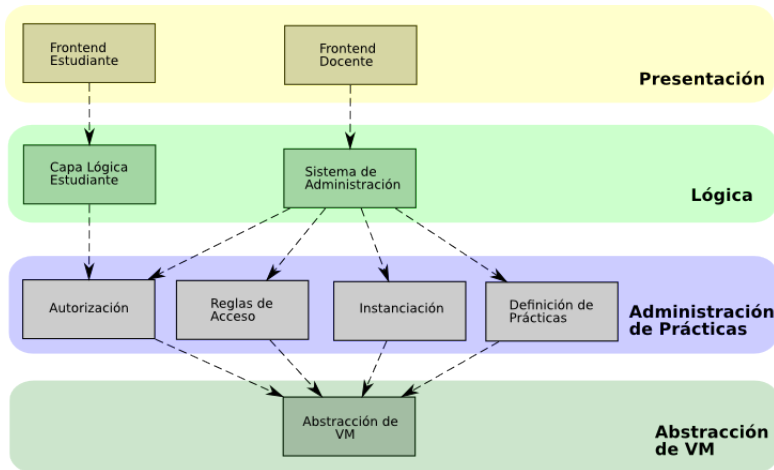 Frontend
Estudiante
Frontend
Docente
Presentación
Capa Lógica
Estudiante
Sistema de
Administración
Lógica
Autorización
Reglas de
Acceso
Instanciación
Definición de
Prácticas
Administración
de Prácticas
Abstracción de
VM
Abstracción
de VM